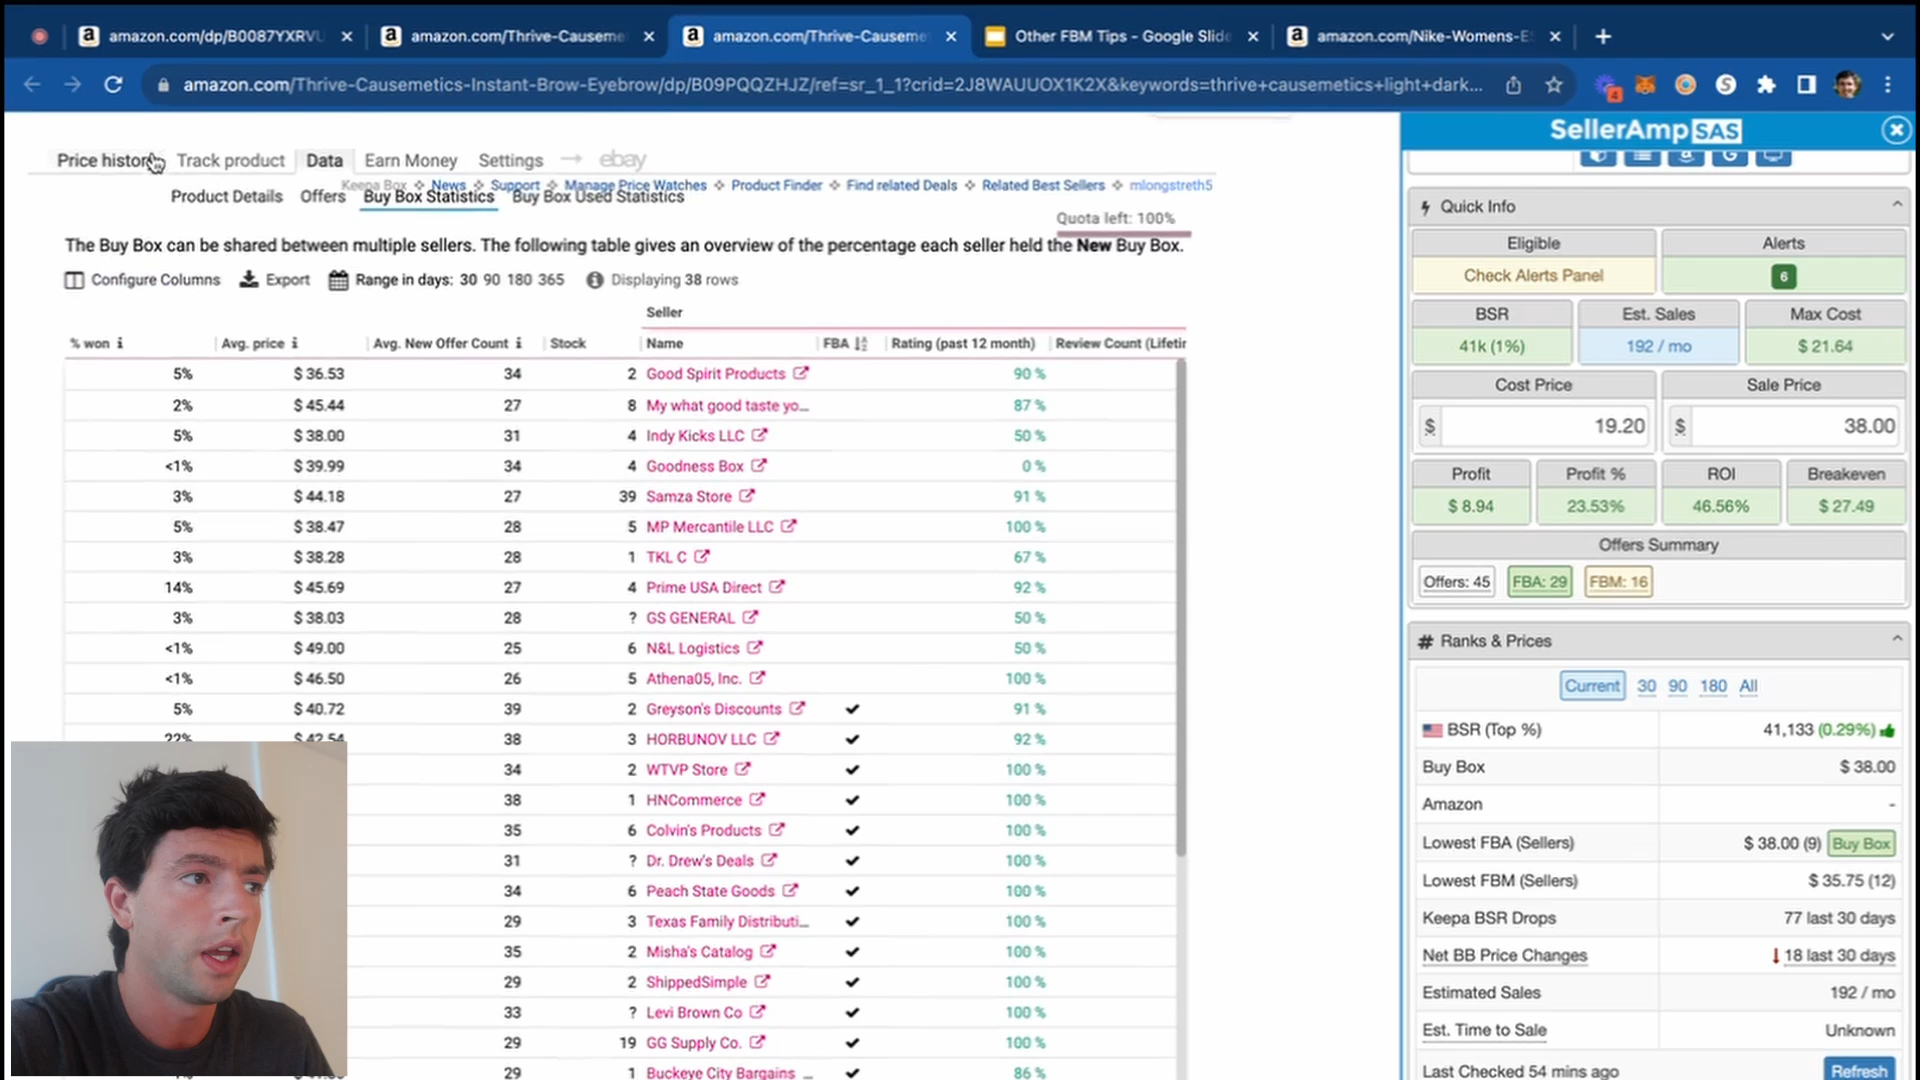 amazon.com/dp/B0087YXRVU
amazon.com/Thrive-Causeme
amazon.com/Thrive-Causeme
Other FBM Tips - Google Slide
amazon.com/Nike-Womens-E
amazon.com/Thrive-Causemetics-Instant-Brow-Eyebrow/dp/B09PQQZHJZ/ref=sr_1_1?crid=2J8WAUUOX1K2X&keywords=thrive+causemetics+light+dark...
4
SellerAmp SAS
Price history Track product Data Earn Money Settings → ebay
Keepa Box News Support Manage Price Watches Product Finder Find related Deals Related Best Sellers mlongstreth5
Product Details Offers Buy Box Statistics Buy Box Used Statistics
Quota left: 100%
The Buy Box can be shared between multiple sellers. The following table gives an overview of the percentage each seller held the New Buy Box.
Configure Columns Export Range in days: 30 90 180 365 Displaying 38 rows
Seller
% won Avg. price Avg. New Offer Count Stock Name FBA Rating (past 12 month) Review Count (Lifetir
5% $ 36.53 34 2 Good Spirit Products 90 %
2% $ 45.44 27 8 My what good taste yo... 87 %
5% $ 38.00 31 4 Indy Kicks LLC 50 %
<1% $ 39.99 34 4 Goodness Box 0 %
3% $ 44.18 27 39 Samza Store 91 %
5% $ 38.47 28 5 MP Mercantile LLC 100 %
3% $ 38.28 28 1 TKL C 67 %
14% $ 45.69 27 4 Prime USA Direct 92 %
3% $ 38.03 28 ? GS GENERAL 50 %
<1% $ 49.00 25 6 N&L Logistics 50 %
<1% $ 46.50 26 5 Athena05, Inc. 100 %
5% $ 40.72 39 2 Greyson's Discounts ✔ 91 %
22% $ 42.54 38 3 HORBUNOV LLC ✔ 92 %
34 2 WTVP Store ✔ 100 %
38 1 HNCommerce ✔ 100 %
35 6 Colvin's Products ✔ 100 %
31 ? Dr. Drew's Deals ✔ 100 %
34 6 Peach State Goods ✔ 100 %
29 3 Texas Family Distributi... ✔ 100 %
35 2 Misha's Catalog ✔ 100 %
29 2 ShippedSimple ✔ 100 %
33 ? Levi Brown Co ✔ 100 %
29 19 GG Supply Co. ✔ 100 %
29 1 Buckeye City Bargains ... ✔ 86 %
Quick Info
Eligible Alerts
Check Alerts Panel 6
BSR Est. Sales Max Cost
41k (1%) 192 / mo $ 21.64
Cost Price Sale Price
$ 19.20 $ 38.00
Profit Profit % ROI Breakeven
$ 8.94 23.53% 46.56% $ 27.49
Offers Summary
Offers: 45 FBA: 29 FBM: 16
# Ranks & Prices
Current 30 90 180 All
BSR (Top %) 41,133 (0.29%)
Buy Box $ 38.00
Amazon -
Lowest FBA (Sellers) $ 38.00 (9) Buy Box
Lowest FBM (Sellers) $ 35.75 (12)
Keepa BSR Drops 77 last 30 days
Net BB Price Changes 18 last 30 days
Estimated Sales 192 / mo
Est. Time to Sale Unknown
Last Checked 54 mins ago Refresh